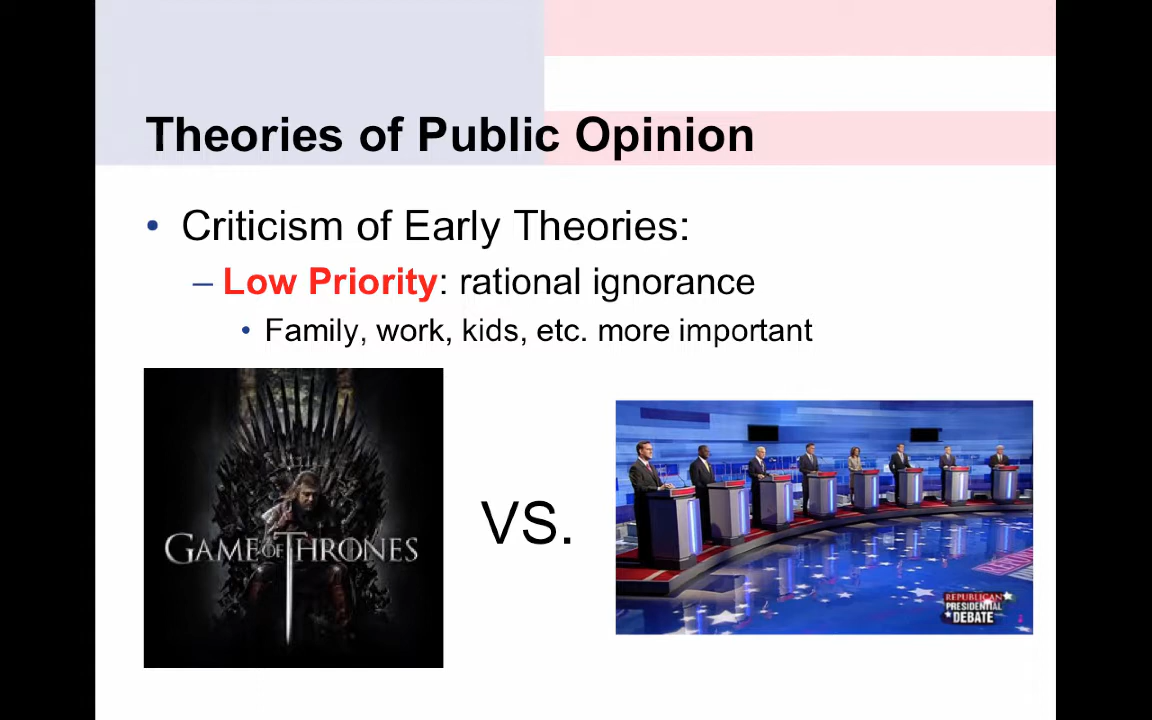 Theories of Public Opinion
• Criticism of Early Theories:
– Low Priority: rational ignorance
• Family, work, kids, etc. more important
GAME OF THRONES
VS.
REPUBLICAN
PRESIDENTIAL
DEBATE